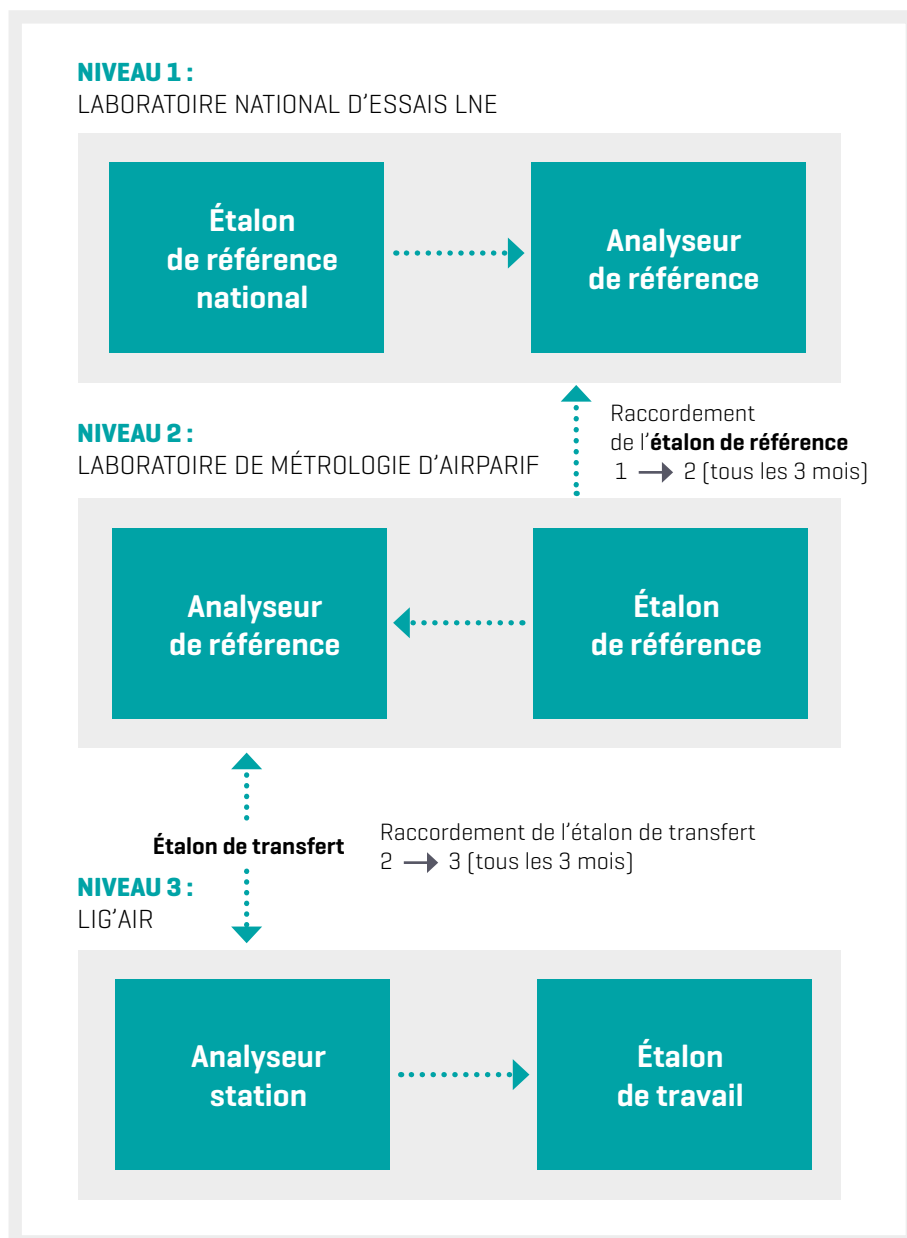 NIVEAU 1 :
LABORATOIRE NATIONAL D'ESSAIS LNE
Étalon
de référence
national
Analyseur
de référence
Raccordement
de l'étalon de référence
1 → 2 (tous les 3 mois)
NIVEAU 2 :
LABORATOIRE DE MÉTROLOGIE D'AIRPARIF
Analyseur
de référence
Étalon
de référence
Étalon de transfert
Raccordement de l'étalon de transfert
2 → 3 (tous les 3 mois)
NIVEAU 3 :
LIG'AIR
Analyseur
station
Étalon
de travail